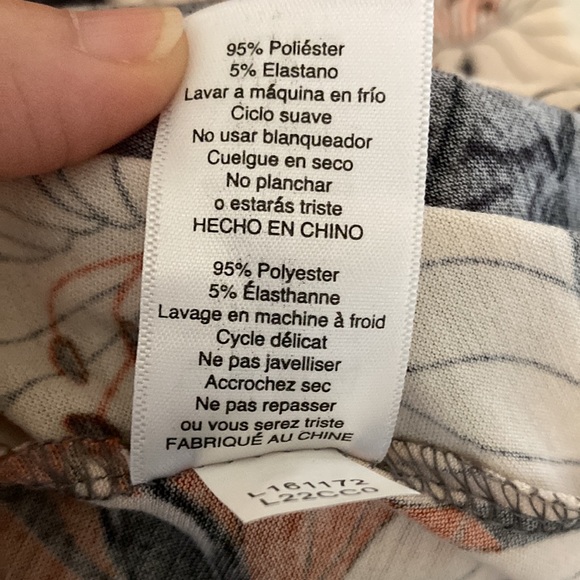 95% Poliéster
5% Elastano
Lavar a máquina en frío
Ciclo suave
No usar blanqueador
Cuelgue en seco
No planchar
o estarás triste
HECHO EN CHINO
95% Polyester
5% Élasthanne
Lavage en machine à froid
Cycle délicat
Ne pas javelliser
Accrochez sec
Ne pas repasser
ou vous serez triste
FABRIQUÉ AU CHINE
L161172
L22CC0